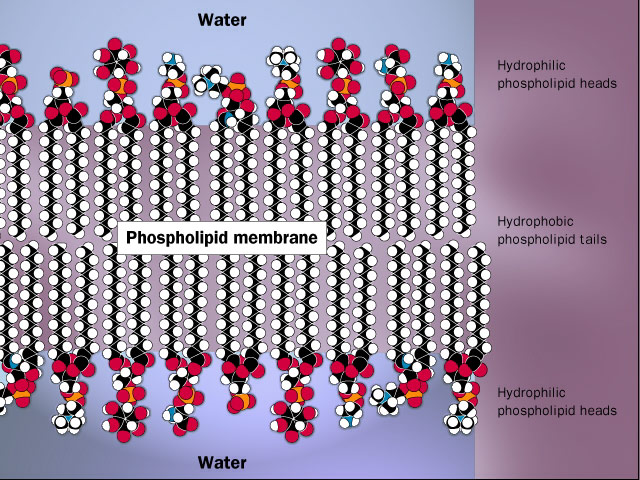 Water
Hydrophilic
phospholipid heads
Hydrophobic
phospholipid tails
Phospholipid membrane
Hydrophilic
phospholipid heads
Water